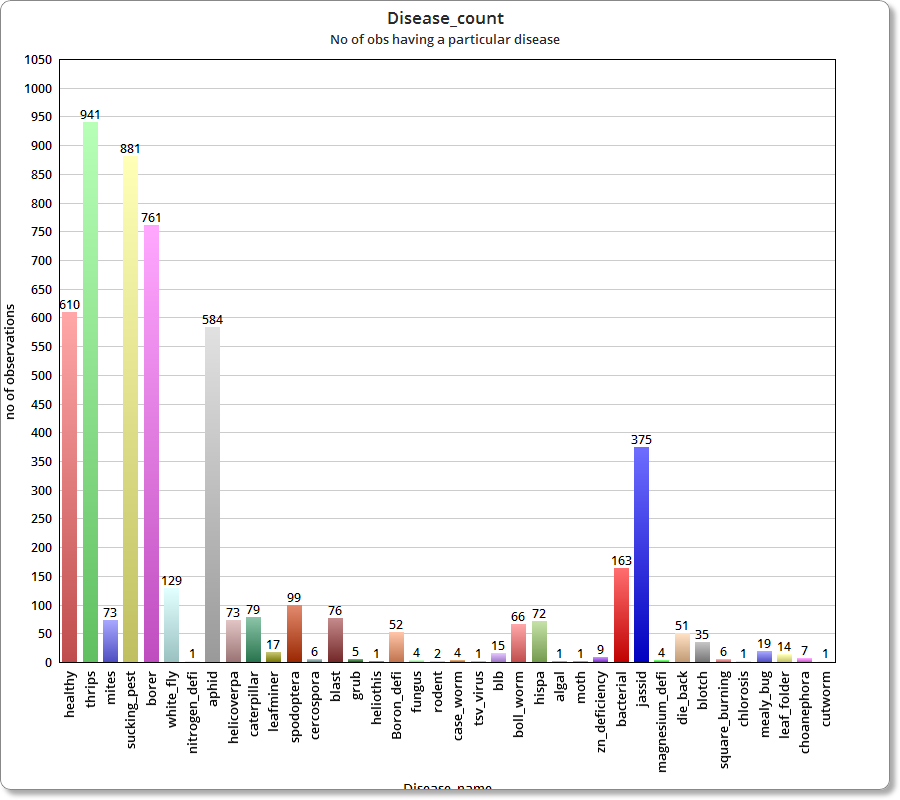 Disease_count
No of obs having a particular disease
1050
1000
950
900
850
800
750
700
650
600
550
500
450
400
350
300
250
200
150
100
50
0
no of observations
610
941
73
881
761
129
1
584
73
79
17
99
6
76
5
1
52
4
2
4
1
15
66
72
1
1
9
163
375
4
51
35
6
1
19
14
7
1
healthy
thrips
mites
sucking_pest
borer
white_fly
nitrogen_defi
aphid
helicoverpa
caterpillar
leafminer
spodoptera
cercospora
blast
grub
heliothis
Boron_defi
fungus
rodent
case_worm
tsv_virus
blb
boll_worm
hispa
algal
moth
zn_deficiency
bacterial
jassid
magnesium_defi
die_back
blotch
square_burning
chlorosis
mealy_bug
leaf_folder
choanephora
cutworm
Disease_name